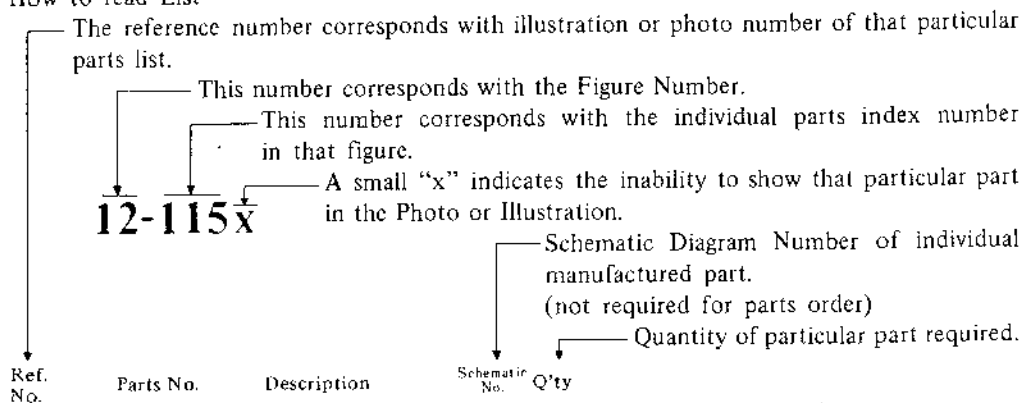 How to read List
The reference number corresponds with illustration or photo number of that particular
parts list.
This number corresponds with the Figure Number.
This number corresponds with the individual parts index number
in that figure.
A small “x” indicates the inability to show that particular part
in the Photo or Illustration.
12-115x
Schematic Diagram Number of individual
manufactured part.
(not required for parts order)
Quantity of particular part required.
Ref. No. Parts No. Description Schematic No. Q'ty